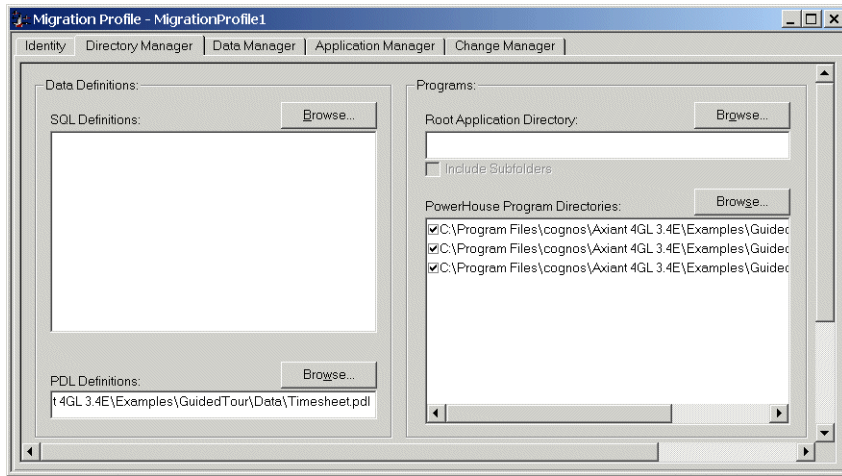 Migration Profile - MigrationProfile1
Identity Directory Manager Data Manager Application Manager Change Manager
Data Definitions:
SQL Definitions:
Browse...
PDL Definitions:
Browse...
t 4GL 3.4E\Examples\GuidedTour\Data\Timesheet.pdl
Programs:
Root Application Directory:
Browse...
Include Subfolders
PowerHouse Program Directories:
Browse...
C:\Program Files\cognos\Axiant 4GL 3.4E\Examples\Guided
C:\Program Files\cognos\Axiant 4GL 3.4E\Examples\Guided
C:\Program Files\cognos\Axiant 4GL 3.4E\Examples\Guided